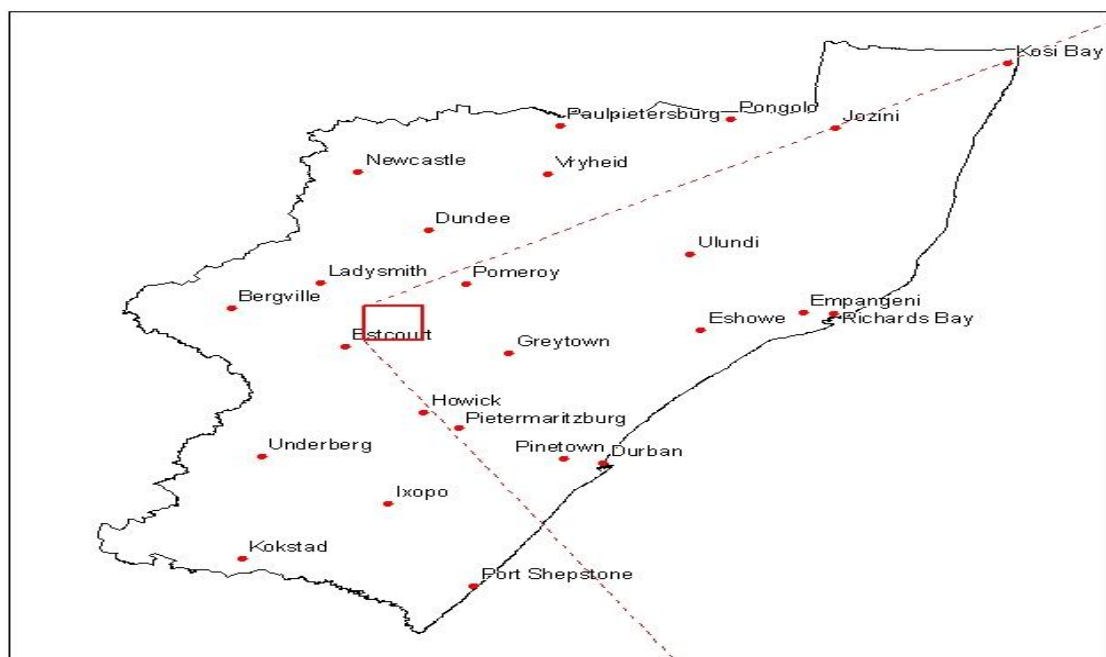 Kosi Bay
Paulpietersburg
Pongolo
Jozini
Newcastle
Vryheid
Dundee
Ulundi
Ladysmith
Pomeroy
Bergville
Empangeni
Richards Bay
Eshowe
Estcourt
Greytown
Howick
Pietermaritzburg
Underberg
Pinetown
Durban
Ixopo
Kokstad
Port Shepstone